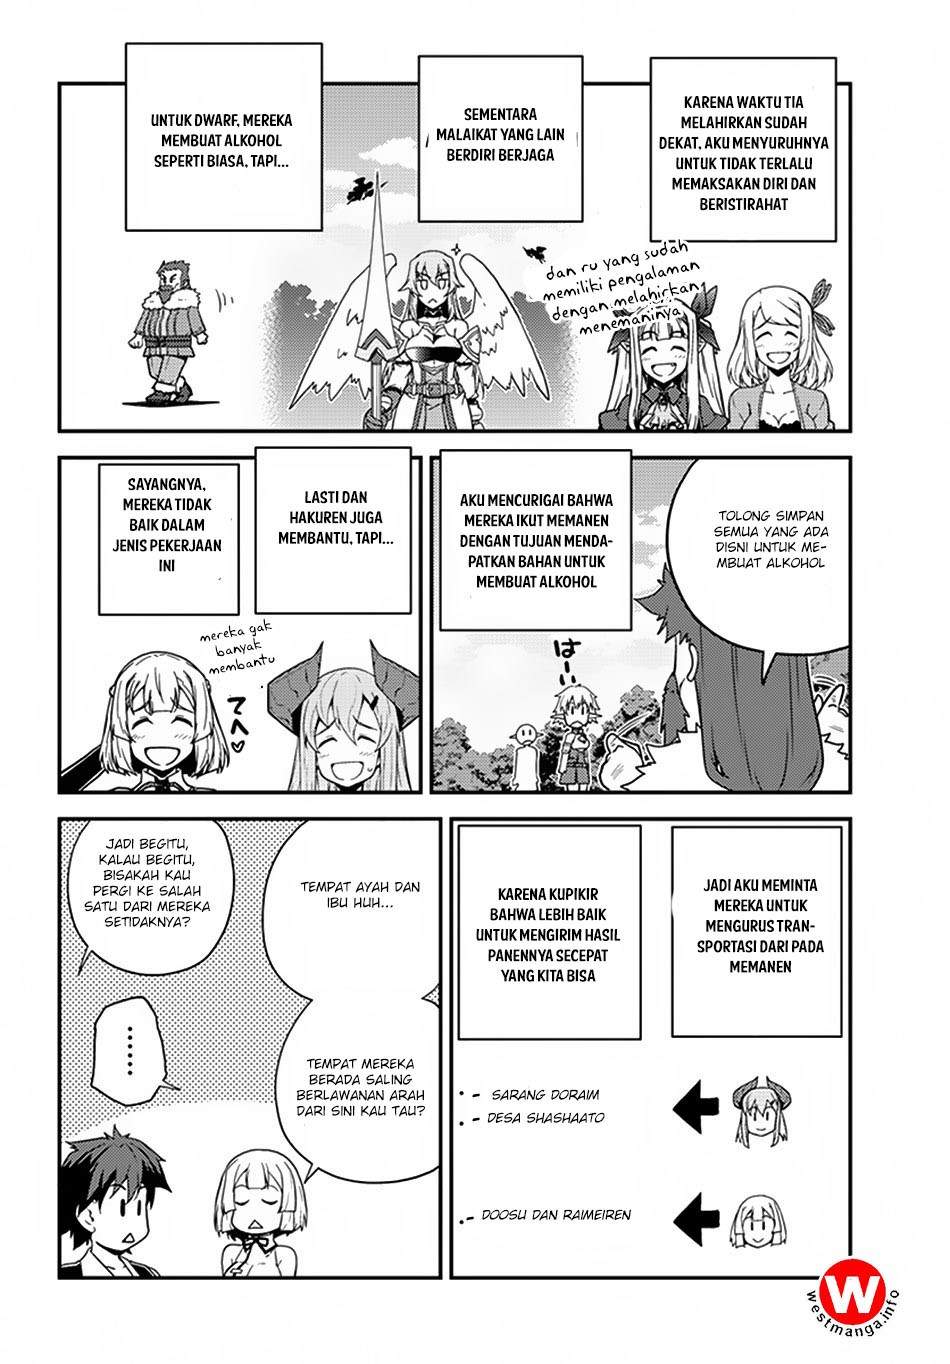 KARENA WAKTU TIA
MELAHIRKAN SUDAH
DEKAT, AKU MENYURUHNYA
UNTUK TIDAK TERLALU
MEMAKSAKAN DIRI DAN
BERISTIRAHAT
dan ru yang sudah
memiliki pengalaman
dengan melahirkan
menemaninya
SEMENTARA
MALAIKAT YANG LAIN
BERDIRI BERJAGA
UNTUK DWARF, MEREKA
MEMBUAT ALKOHOL
SEPERTI BIASA, TAPI...
TOLONG SIMPAN
SEMUA YANG ADA
DISNI UNTUK ME-
MBUAT ALKOHOL
AKU MENCURIGAI BAHWA
MEREKA IKUT MEMANEN
DENGAN TUJUAN MENDA-
PATKAN BAHAN UNTUK
MEMBUAT ALKOHOL
はーー
LASTI DAN
HAKUREN JUGA
MEMBANTU, TAPI...
SAYANGNYA,
MEREKA TIDAK
BAIK DALAM
JENIS PEKERJAAN
INI
mereka gak
banyak
membantu
てへ♥
JADI AKU MEMINTA
MEREKA UNTUK
MENGURUS TRAN-
SPORTASI DARI PADA
MEMANEN
KARENA KUPIKIR
BAHWA LEBIH BAIK
UNTUK MENGIRIM HASIL
PANENNYA SECEPAT
YANG KITA BISA
- SARANG DORAIM
- DESA SHASHAATO
- DOOSU DAN RAIMEIREN
TEMPAT AYAH DAN
IBU HUH...
TEMPAT MEREKA
BERADA SALING
BERLAWANAN ARAH
DARI SINI KAU TAU?
JADI BEGITU,
KALAU BEGITU,
BISAKAH KAU
PERGI KE SALAH
SATU DARI MEREKA
SETIDAKNYA?
......
W
westmanga.info